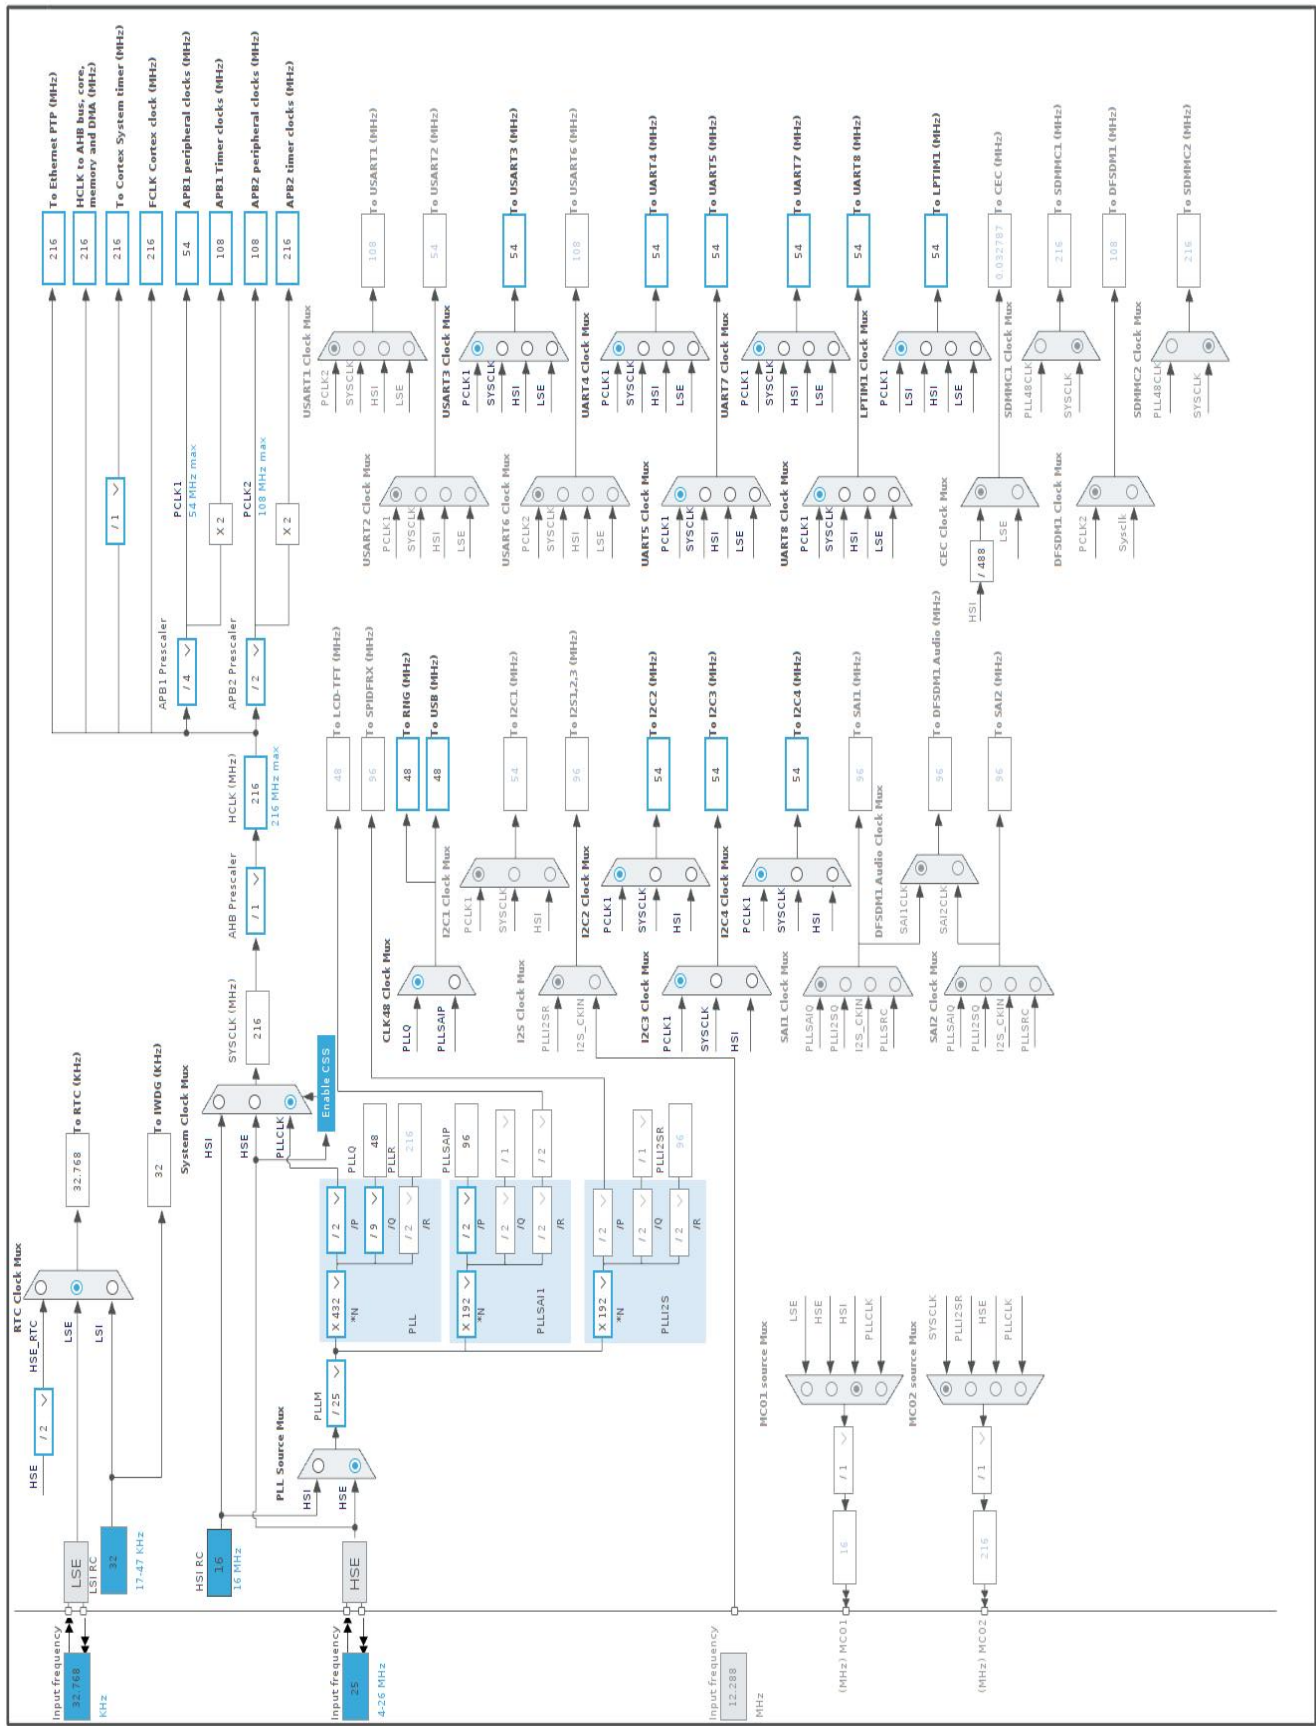 Input frequency
32.768
KHz
LSE
LSI RC
32
17-47 KHz
HSE
/ 2
HSE_RTC
LSE
LSI
RTC Clock Mux
32.768
To RTC (KHz)
32
To IWDG (KHz)
HSI RC
16
16 MHz
Input frequency
25
4-26 MHz
HSE
PLL Source Mux
HSI
HSE
PLLM
/ 25
X 432
*N
/ 2
/P
/ 9
/Q
/ 2
/R
PLL
PLLQ
48
PLLR
216
X 192
*N
/ 2
/P
/ 2
/Q
/ 2
/R
PLLSAI1
PLLSAIP
96
/ 1
/ 2
X 192
*N
/ 2
/P
/ 2
/Q
/ 2
/R
PLLI2S
/ 1
PLLI2SR
96
System Clock Mux
HSI
HSE
PLLCLK
Enable CSS
SYSCLK (MHz)
216
AHB Prescaler
/ 1
HCLK (MHz)
216
216 MHz max
APB1 Prescaler
/ 4
APB2 Prescaler
/ 2
/ 1
PCLK1
54 MHz max
X 2
PCLK2
108 MHz max
X 2
216
To Ethernet PTP (MHz)
216
HCLK to AHB bus, core,
memory and DMA (MHz)
216
To Cortex System timer (MHz)
216
FCLK Cortex clock (MHz)
54
APB1 peripheral clocks (MHz)
108
APB1 Timer clocks (MHz)
108
APB2 peripheral clocks (MHz)
216
APB2 timer clocks (MHz)
48
To LCD-TFT (MHz)
96
To SPIDFRX (MHz)
CLK48 Clock Mux
PLLQ
PLLSAIP
48
To RNG (MHz)
48
To USB (MHz)
I2C1 Clock Mux
PCLK1
SYSCLK
HSI
54
To I2C1 (MHz)
I2S Clock Mux
PLLI2SR
I2S_CKIN
96
To I2S1,2,3 (MHz)
I2C2 Clock Mux
PCLK1
SYSCLK
HSI
54
To I2C2 (MHz)
I2C3 Clock Mux
PCLK1
SYSCLK
HSI
54
To I2C3 (MHz)
I2C4 Clock Mux
PCLK1
SYSCLK
HSI
54
To I2C4 (MHz)
SAI1 Clock Mux
PLLSAIQ
PLLI2SQ
I2S_CKIN
PLLSRC
96
To SAI1 (MHz)
DFSDM1 Audio Clock Mux
SAI1CLK
SAI2CLK
96
To DFSDM1 Audio (MHz)
SAI2 Clock Mux
PLLSAIQ
PLLI2SQ
I2S_CKIN
PLLSRC
96
To SAI2 (MHz)
USART1 Clock Mux
PCLK2
SYSCLK
HSI
LSE
108
To USART1 (MHz)
USART2 Clock Mux
PCLK1
SYSCLK
HSI
LSE
54
To USART2 (MHz)
USART3 Clock Mux
PCLK1
SYSCLK
HSI
LSE
54
To USART3 (MHz)
USART6 Clock Mux
PCLK2
SYSCLK
HSI
LSE
108
To USART6 (MHz)
UART4 Clock Mux
PCLK1
SYSCLK
HSI
LSE
54
To UART4 (MHz)
UART5 Clock Mux
PCLK1
SYSCLK
HSI
LSE
54
To UART5 (MHz)
UART7 Clock Mux
PCLK1
SYSCLK
HSI
LSE
54
To UART7 (MHz)
UART8 Clock Mux
PCLK1
SYSCLK
HSI
LSE
54
To UART8 (MHz)
LPTIM1 Clock Mux
PCLK1
LSI
HSI
LSE
54
To LPTIM1 (MHz)
CEC Clock Mux
HSI
/ 488
LSE
0.032787
To CEC (MHz)
SDMMC1 Clock Mux
PLL48CLK
SYSCLK
216
To SDMMC1 (MHz)
DFSDM1 Clock Mux
PCLK2
Sysclk
108
To DFSDM1 (MHz)
SDMMC2 Clock Mux
PLL48CLK
SYSCLK
216
To SDMMC2 (MHz)
Input frequency
12.288
MHz
(MHz) MCO1
16
/ 1
MCO1 source Mux
LSE
HSE
HSI
PLLCLK
(MHz) MCO2
216
/ 1
MCO2 source Mux
SYSCLK
PLLI2SR
HSE
PLLCLK